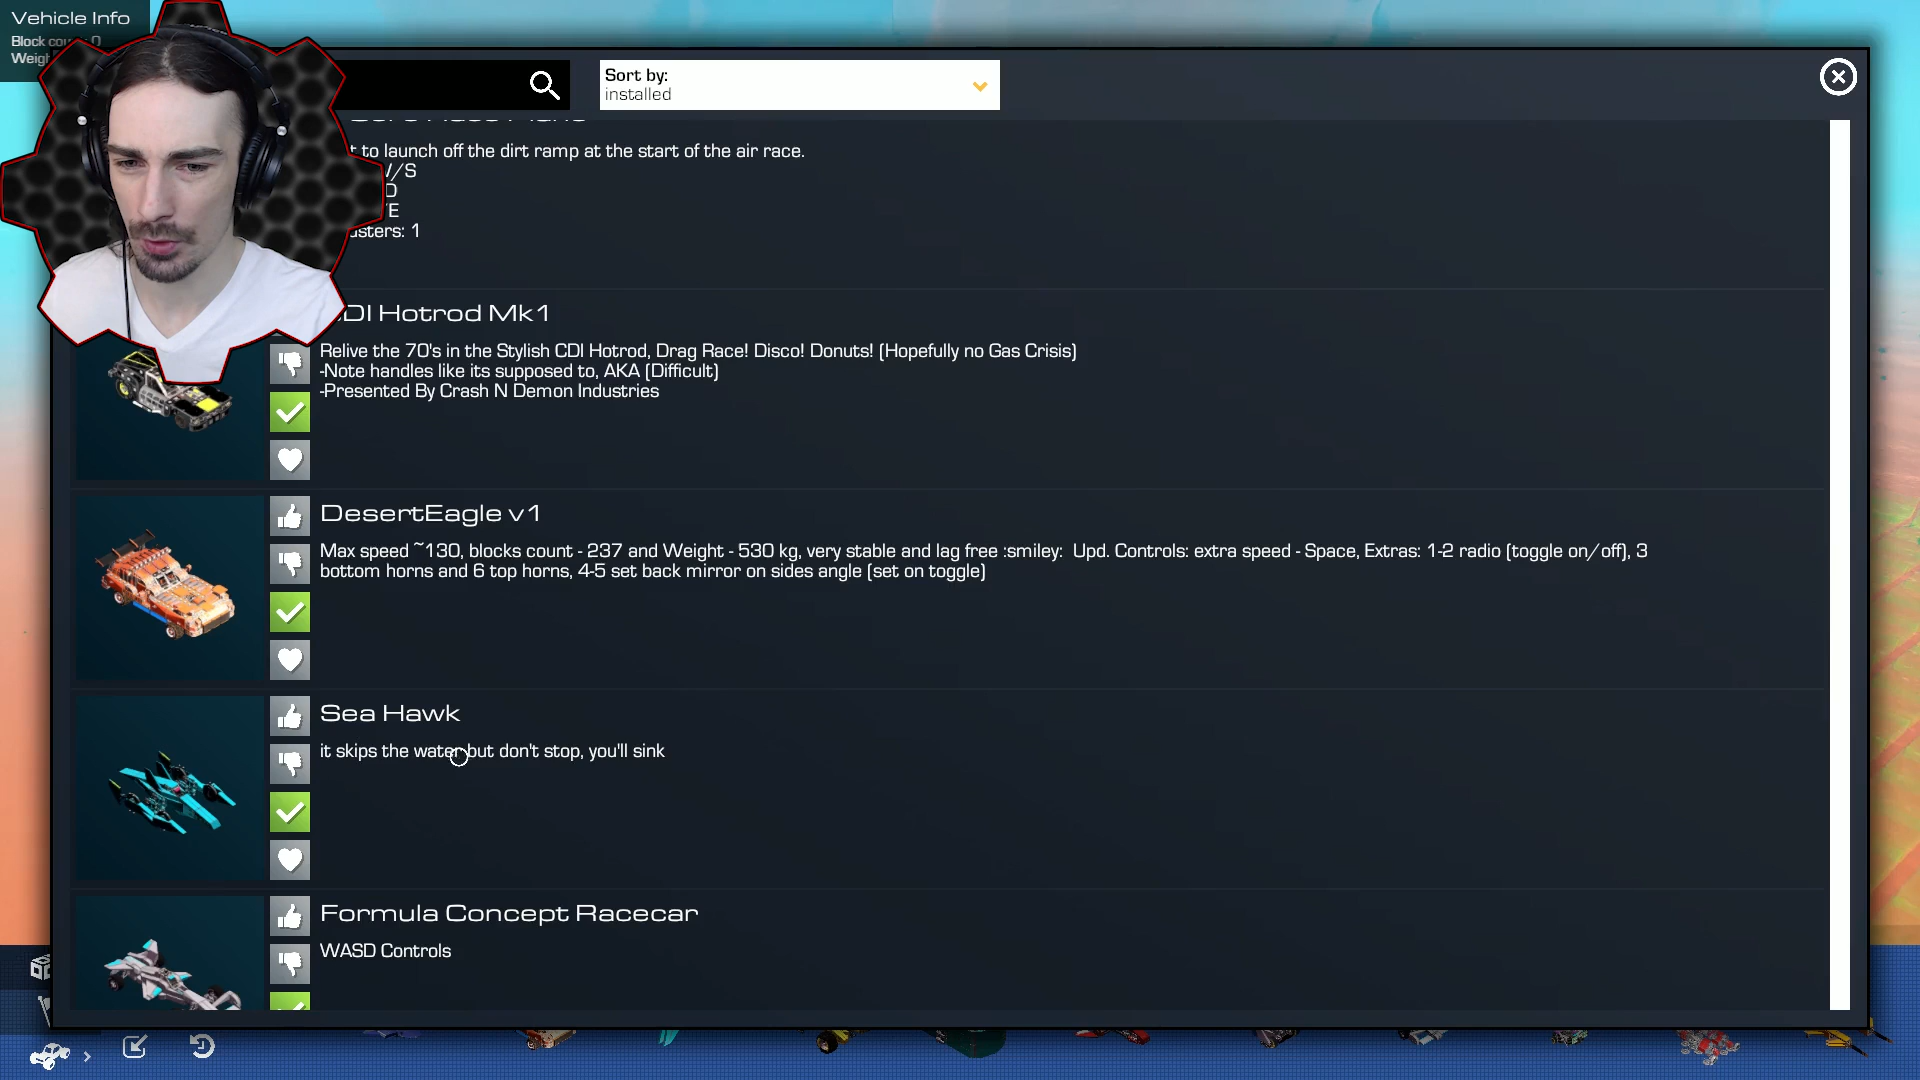 Vehicle Info
Sort by:
installed
to launch off the dirt ramp at the start of the air race.
CDI Hotrod Mk1
Relive the 70's in the Stylish CDI Hotrod, Drag Race! Disco! Donuts! (Hopefully no Gas Crisis)
-Note handles like its supposed to, AKA (Difficult)
-Presented By Crash N Demon Industries
DesertEagle v1
Max speed ~130, blocks count - 237 and Weight - 530 kg, very stable and lag free :smiley: Upd. Controls: extra speed - Space, Extras: 1-2 radio (toggle on/off), 3
bottom horns and 6 top horns, 4-5 set back mirror on sides angle (set on toggle)
Sea Hawk
it skips the water but don't stop, you'll sink
Formula Concept Racecar
WASD Controls